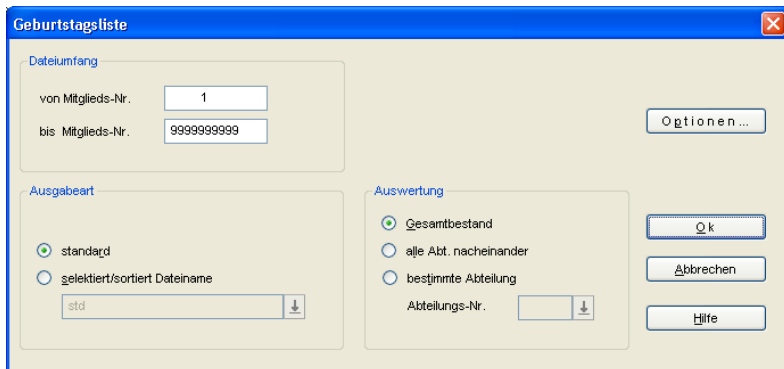 Geburtstagsliste
Dateiumfang
von Mitglieds-Nr. 1
bis Mitglieds-Nr. 9999999999
Optionen...
Ausgabeart
standard
selektiert/sortiert Dateiname
std
Auswertung
Gesamtbestand
alle Abt. nacheinander
bestimmte Abteilung
Abteilungs-Nr.
Ok
Abbrechen
Hilfe